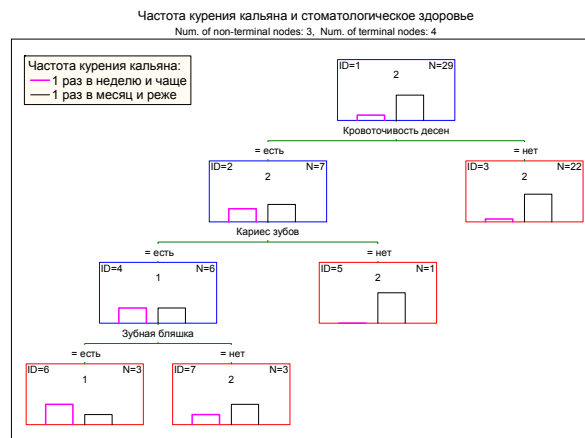 Частота курения кальяна и стоматологическое здоровье
Num. of non-terminal nodes: 3,  Num. of terminal nodes: 4
Частота курения кальяна:
1 раз в неделю и чаще
1 раз в месяц и реже
ID=1 N=29
2
Кровоточивость десен
= есть = нет
ID=2 N=7
2
ID=3 N=22
2
Кариес зубов
= есть = нет
ID=4 N=6
1
ID=5 N=1
2
Зубная бляшка
= есть = нет
ID=6 N=3
1
ID=7 N=3
2